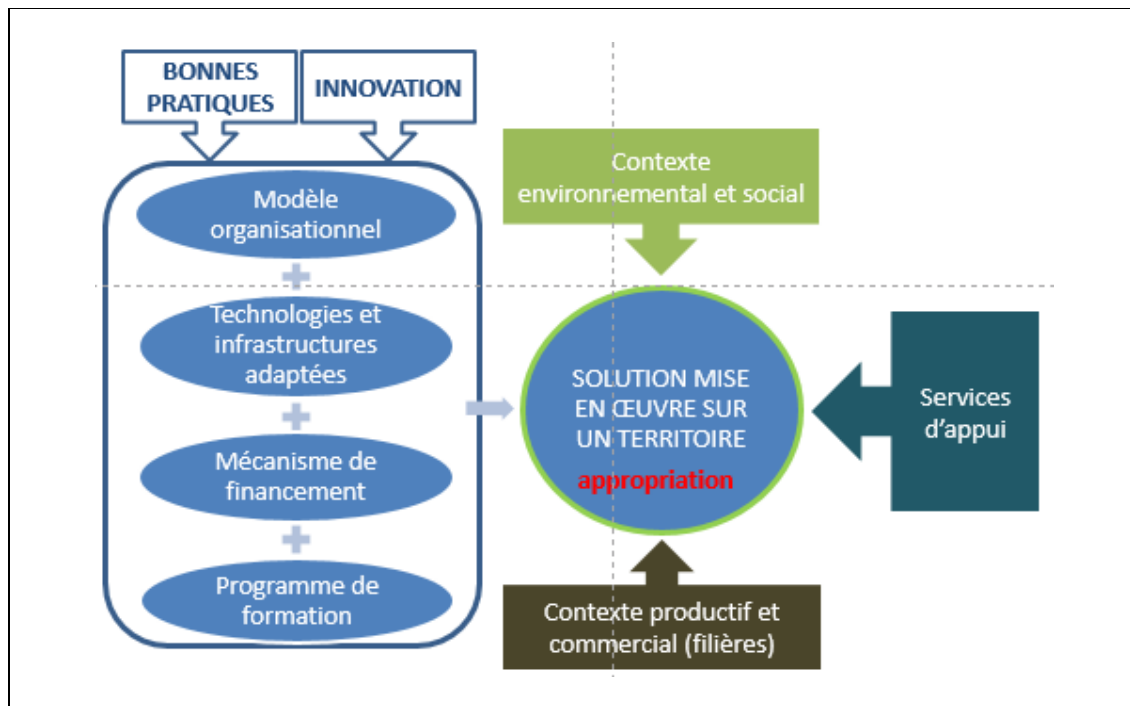 BONNES
PRATIQUES
INNOVATION
Modèle
organisationnel
Technologies et
infrastructures
adaptées
Mécanisme de
financement
Programme de
formation
Contexte
environnemental et social
SOLUTION MISE
EN ŒUVRE SUR
UN TERRITOIRE
appropriation
Services
d’appui
Contexte productif et
commercial (filières)